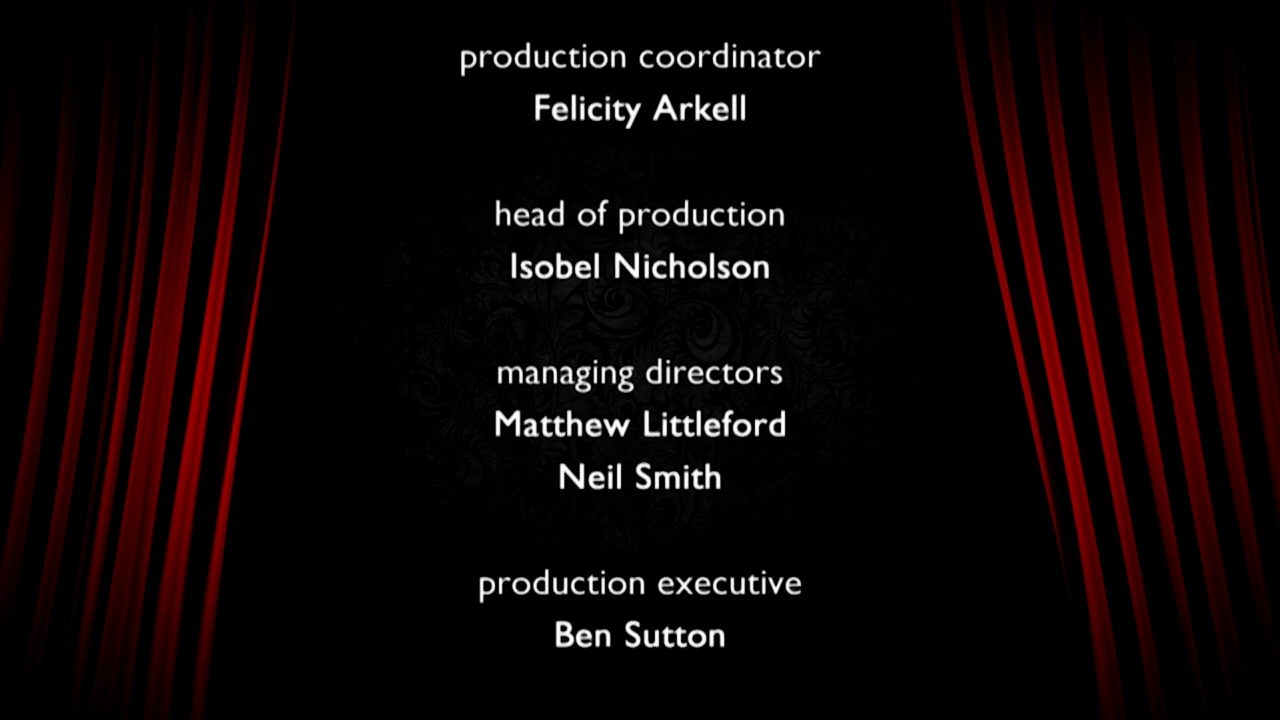 production coordinator
Felicity Arkell
head of production
Isobel Nicholson
managing directors
Matthew Littleford
Neil Smith
production executive
Ben Sutton